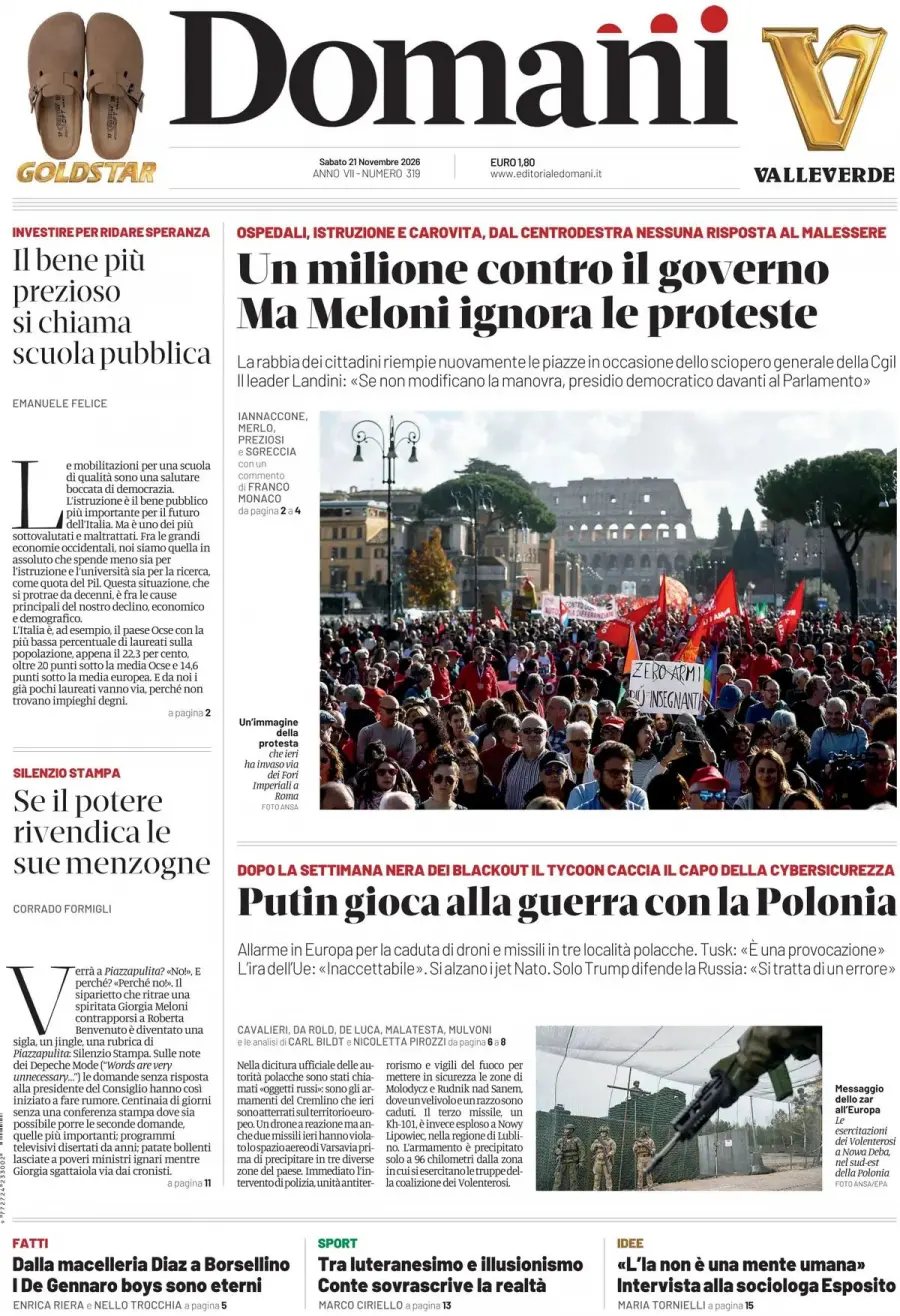 Domani
GOLDSTAR
VALLEVERDE
Sabato 21 Novembre 2026
ANNO VII - NUMERO 319
EURO 1,80
www.editorialedomani.it
INVESTIRE PER RIDARE SPERANZA
Il bene più
prezioso
si chiama
scuola pubblica
EMANUELE FELICE
Le mobilitazioni per una scuola
di qualità sono una salutare
boccata di democrazia.
L'istruzione è il bene pubblico
più importante per il futuro
dell'Italia. Ma è uno dei più
sottovalutati e maltrattati. Fra le grandi
economie occidentali, noi siamo quella in
assoluto che spende meno sia per
l'istruzione e l'università sia per la ricerca,
come quota del Pil. Questa situazione, che
si protrae da decenni, è fra le cause
principali del nostro declino, economico
e demografico.
L'Italia è, ad esempio, il paese Ocse con la
più bassa percentuale di laureati sulla
popolazione, appena il 22,3 per cento,
oltre 20 punti sotto la media Ocse e 14,6
punti sotto la media europea. E da noi i
già pochi laureati vanno via, perché non
trovano impieghi degni.
a pagina 2
SILENZIO STAMPA
Se il potere
rivendica le
sue menzogne
CORRADO FORMIGLI
Verrà a Piazzapulita? «No!». E
perché? «Perché no!». Il
siparietto che ritrae una
spiritata Giorgia Meloni
contrapporsi a Roberta
Benvenuto è diventato una
sigla, un jingle, una rubrica di
Piazzapulita: Silenzio Stampa. Sulle note
dei Depeche Mode ("Words are very
unnecessary...") le domande senza risposta
alla presidente del Consiglio hanno così
iniziato a fare rumore. Centinaia di giorni
senza una conferenza stampa dove sia
possibile porre le seconde domande,
quelle più importanti; programmi
televisivi disertati da anni; patate bollenti
lasciate a poveri ministri ignari mentre
Giorgia sgattaiola via dai cronisti.
a pagina 11
OSPEDALI, ISTRUZIONE E CAROVITA, DAL CENTRODESTRA NESSUNA RISPOSTA AL MALESSERE
Un milione contro il governo
Ma Meloni ignora le proteste
La rabbia dei cittadini riempie nuovamente le piazze in occasione dello sciopero generale della Cgil
Il leader Landini: «Se non modificano la manovra, presidio democratico davanti al Parlamento»
IANNACCONE,
MERLO,
PREZIOSI
e SGRECCIA
con un
commento
di FRANCO
MONACO
da pagina 2 a 4
ZERO ARMI
PIÙ INSEGNANTI
Un'immagine
della
protesta
che ieri
ha invaso via
dei Fori
Imperiali a
Roma
FOTO ANSA
DOPO LA SETTIMANA NERA DEI BLACKOUT IL TYCOON CACCIA IL CAPO DELLA CYBERSICUREZZA
Putin gioca alla guerra con la Polonia
Allarme in Europa per la caduta di droni e missili in tre località polacche. Tusk: «È una provocazione»
L'ira dell'Ue: «Inaccettabile». Si alzano i jet Nato. Solo Trump difende la Russia: «Si tratta di un errore»
CAVALIERI, DA ROLD, DE LUCA, MALATESTA, MULVONI
e le analisi di CARL BILDT e NICOLETTA PIROZZI da pagina 6 a 8
Nella dicitura ufficiale delle au-
torità polacche sono stati chia-
mati «oggetti russi»: sono gli ar-
mamenti del Cremlino che ieri
sono atterrati sul territorio euro-
peo. Un drone a reazione ma an-
che due missili ieri hanno viola-
to lo spazio aereo di Varsavia pri-
ma di precipitare in tre diverse
zone del paese. Immediato l'in-
tervento di polizia, unità antiter-
rorismo e vigili del fuoco per
mettere in sicurezza le zone di
Molodycz e Rudnik nad Sanem,
dove un velivolo e un razzo sono
caduti. Il terzo missile, un
Kh-101, è invece esploso a Nowy
Lipowiec, nella regione di Lubli-
no. L'armamento è precipitato
solo a 96 chilometri dalla zona
in cui si esercitano le truppe del-
la coalizione dei Volenterosi.
Messaggio
dello zar
all'Europa
Le
esercitazioni
dei Volenterosi
a Nowa Deba,
nel sud-est
della Polonia
FOTO ANSA/EPA
FATTI
Dalla macelleria Diaz a Borsellino
I De Gennaro boys sono eterni
ENRICA RIERA e NELLO TROCCHIA a pagina 5
SPORT
Tra luteranesimo e illusionismo
Conte sovrascrive la realtà
MARCO CIRIELLO a pagina 13
IDEE
«L'Ia non è una mente umana»
Intervista alla sociologa Esposito
MARIA TORNIELLI a pagina 15